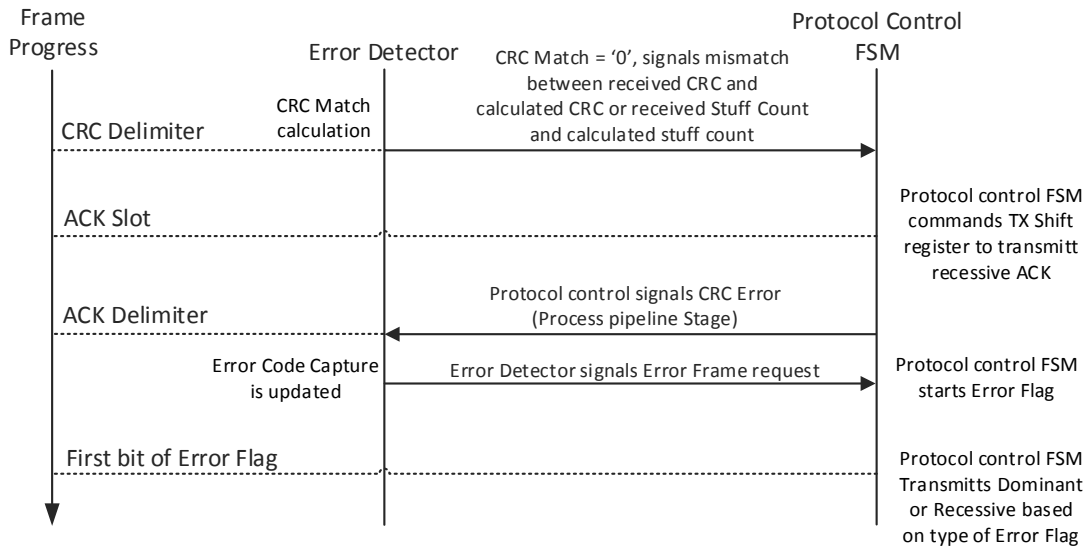 Frame
Progress
Error Detector
Protocol Control
FSM
CRC Match = ‘0’, signals mismatch
between received CRC and
calculated CRC or received Stuff Count
and calculated stuff count
CRC Match
calculation
CRC Delimiter
ACK Slot
Protocol control FSM
commands TX Shift
register to transmitt
recessive ACK
Protocol control signals CRC Error
(Process pipeline Stage)
ACK Delimiter
Error Code Capture
is updated
Error Detector signals Error Frame request
Protocol control FSM
starts Error Flag
First bit of Error Flag
Protocol control FSM
Transmitts Dominant
or Recessive based
on type of Error Flag